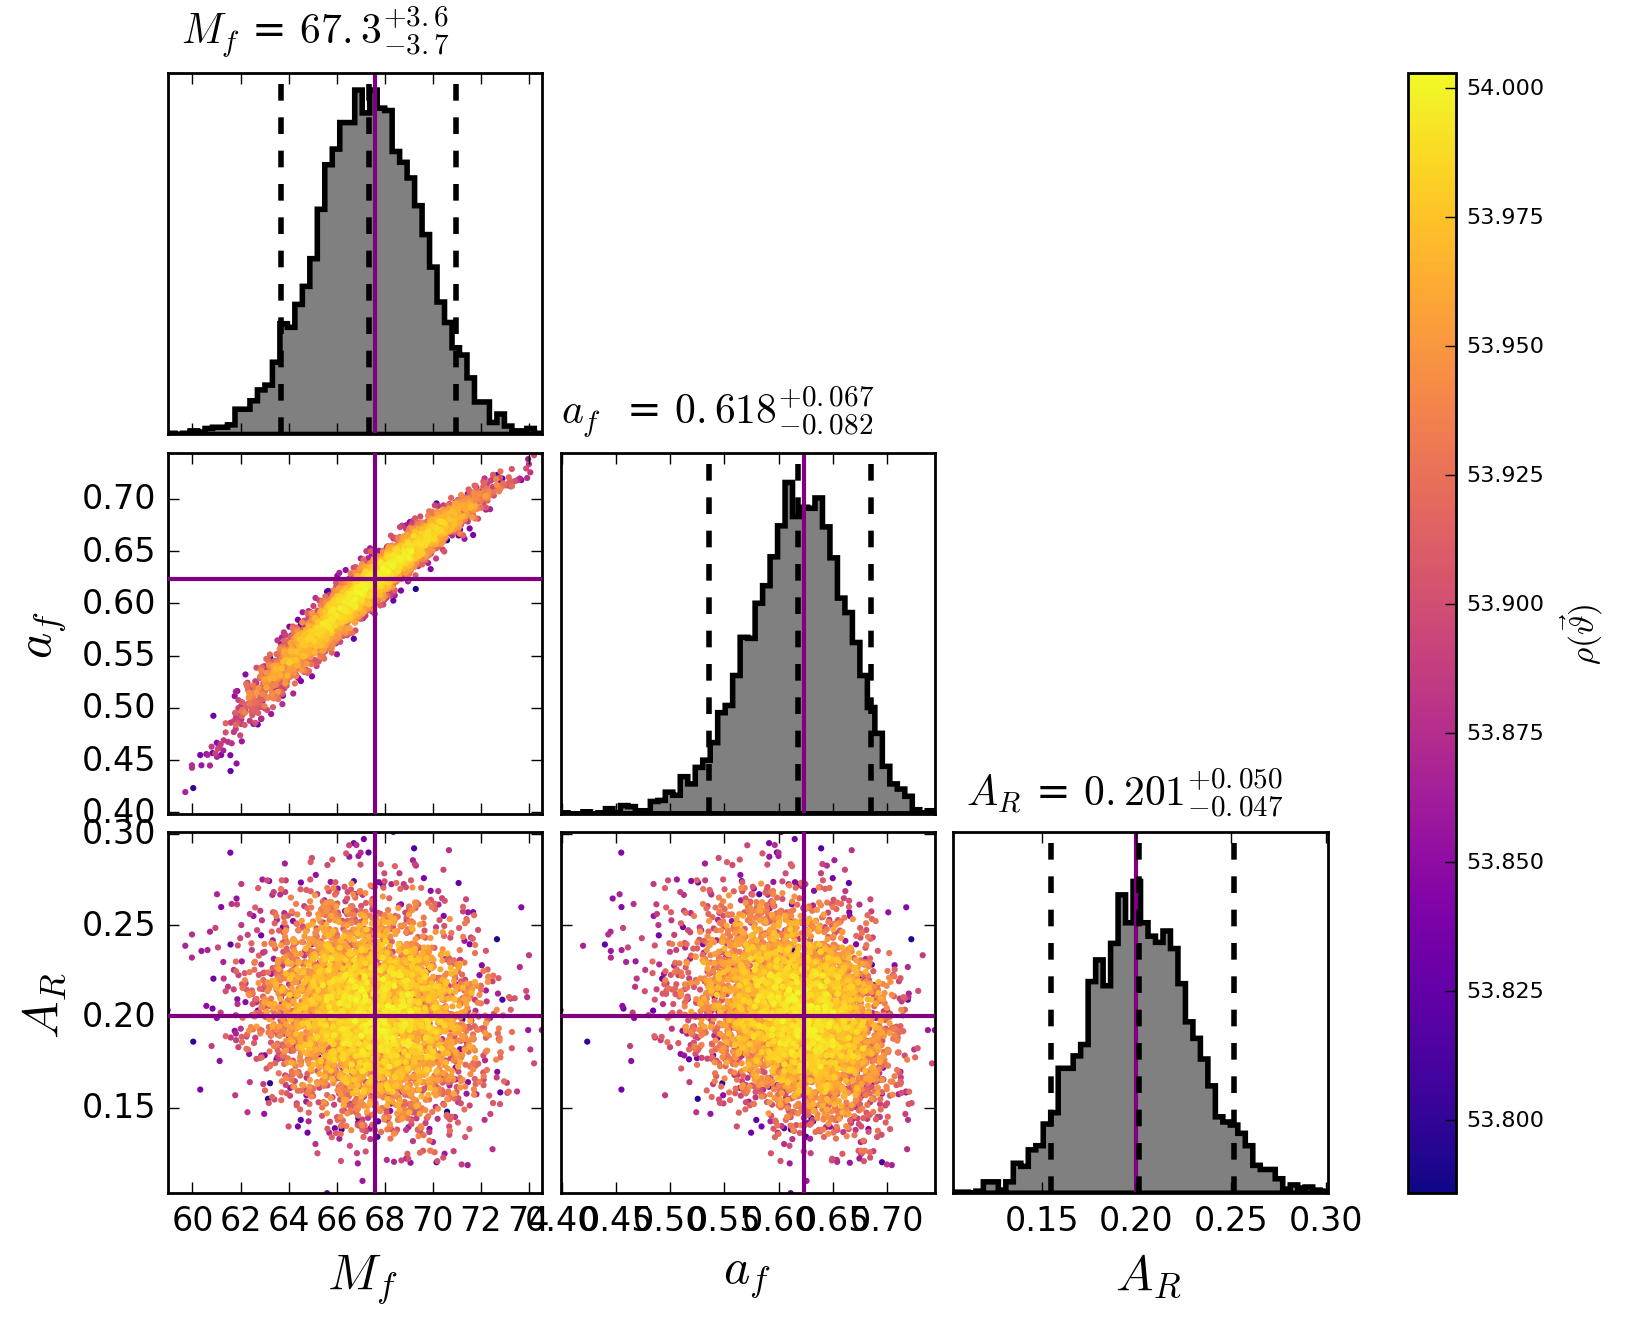 M_f = 67.3^{+3.6}_{-3.7}
a_f = 0.618^{+0.067}_{-0.082}
A_R = 0.201^{+0.050}_{-0.047}
0.70
0.65
0.60
0.55
0.50
0.45
0.40
a_f
0.30
0.25
0.20
0.15
A_R
60 62 64 66 68 70 72 74
M_f
0.40 0.45 0.50 0.55 0.60 0.65 0.70
a_f
0.15 0.20 0.25 0.30
A_R
54.000
53.975
53.950
53.925
53.900
53.875
53.850
53.825
53.800
ρ(ϑ⃗)